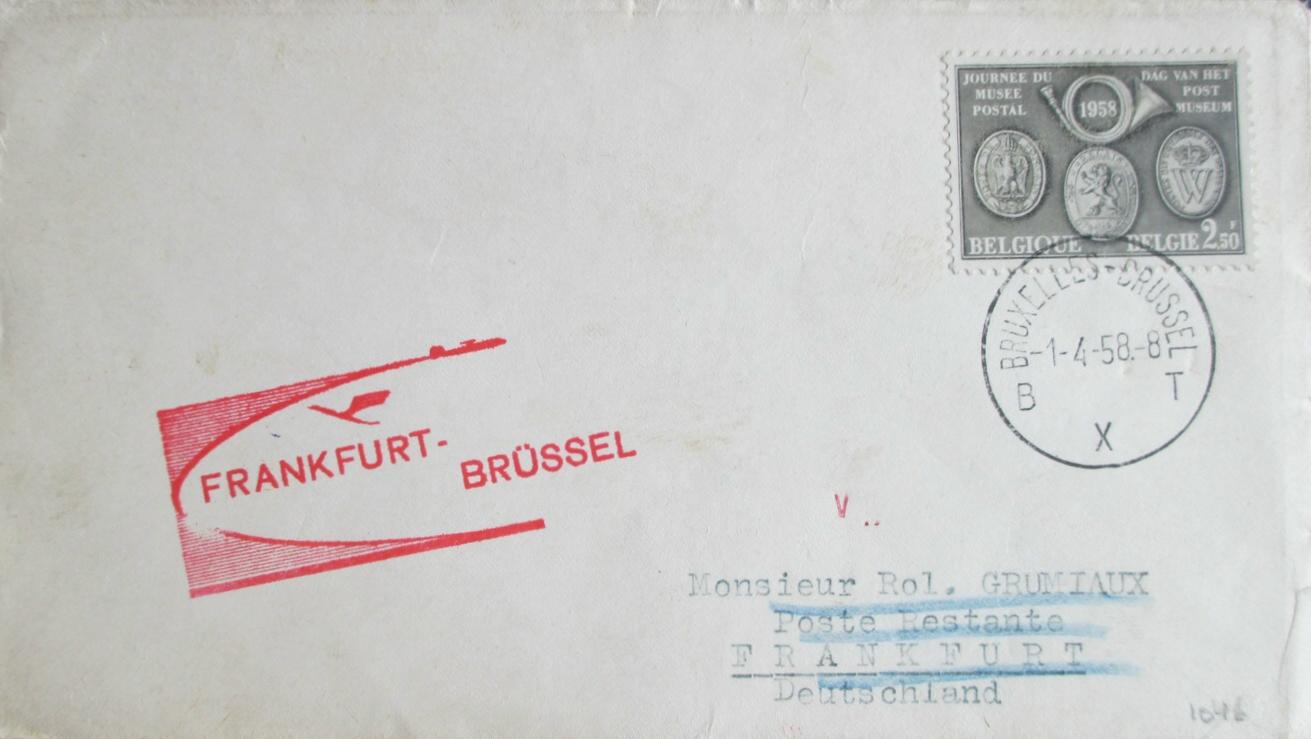 JOURNEE DU
MUSEE
POSTAL
1958
DAG VAN HET
POST
MUSEUM
W
BELGIQUE BELGIE 2.50 F
BRUXELLES-BRUSSEL
-1-4-58.-8
B T
X
FRANKFURT-
BRÜSSEL
V
Monsieur Rol. GRUMIAUX
Poste Restante
FRANKFURT
Deutschland